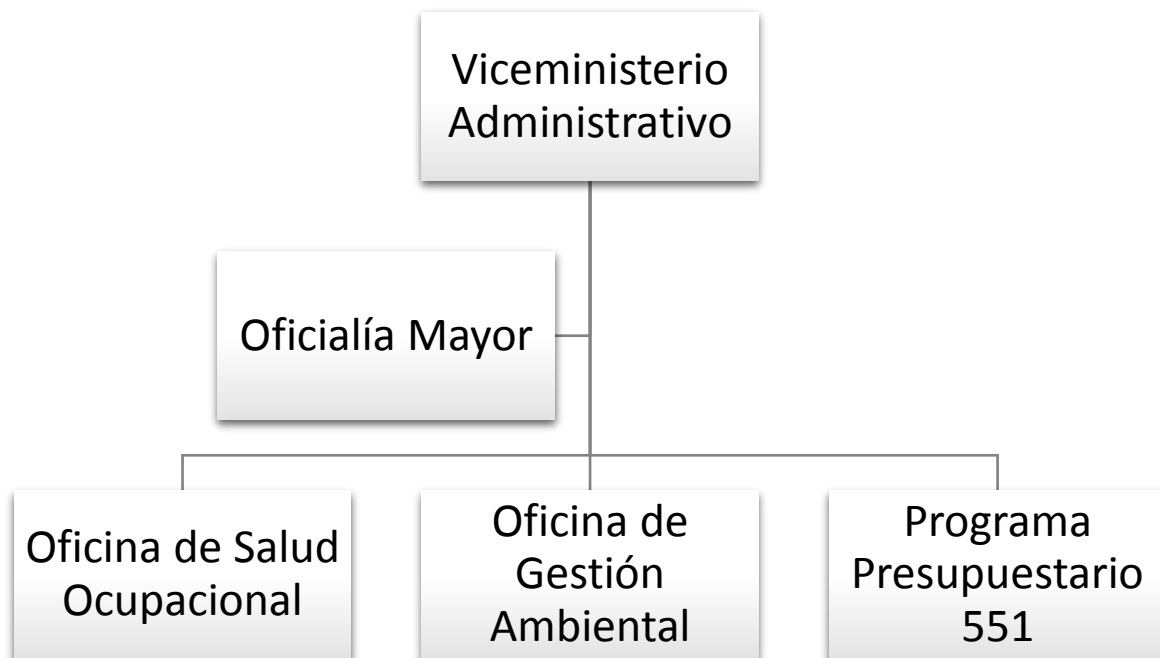 Viceministerio
Administrativo
Oficialía Mayor
Oficina de Salud
Ocupacional
Oficina de
Gestión
Ambiental
Programa
Presupuestario
551